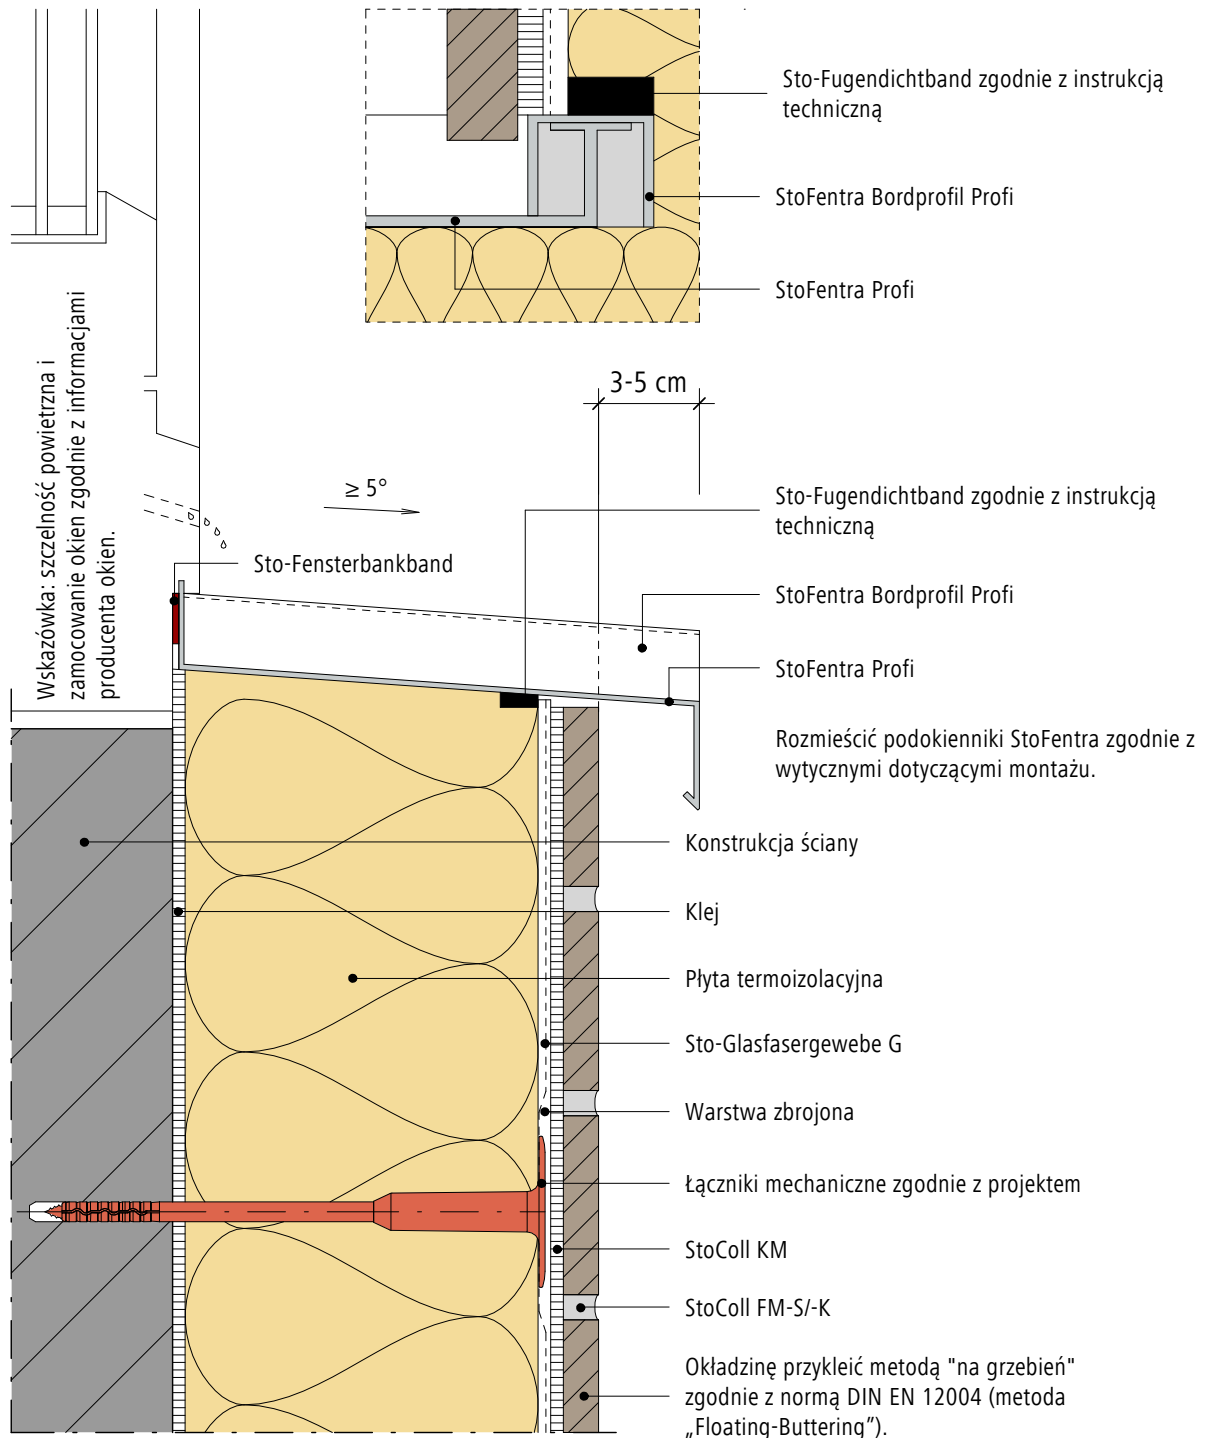 Sto-Fugendichtband zgodnie z instrukcją
techniczną
StoFentra Bordprofil Profi
StoFentra Profi
Wskazówka: szczelność powietrzna i
zamocowanie okien zgodnie z informacjami
producenta okien.
3-5 cm
≥ 5°
Sto-Fugendichtband zgodnie z instrukcją
techniczną
Sto-Fensterbankband
StoFentra Bordprofil Profi
StoFentra Profi
Rozmieścić podokienniki StoFentra zgodnie z
wytycznymi dotyczącymi montażu.
Konstrukcja ściany
Klej
Płyta termoizolacyjna
Sto-Glasfasergewebe G
Warstwa zbrojona
Łączniki mechaniczne zgodnie z projektem
StoColl KM
StoColl FM-S/-K
Okładzinę przykleić metodą "na grzebień"
zgodnie z normą DIN EN 12004 (metoda
„Floating-Buttering”).